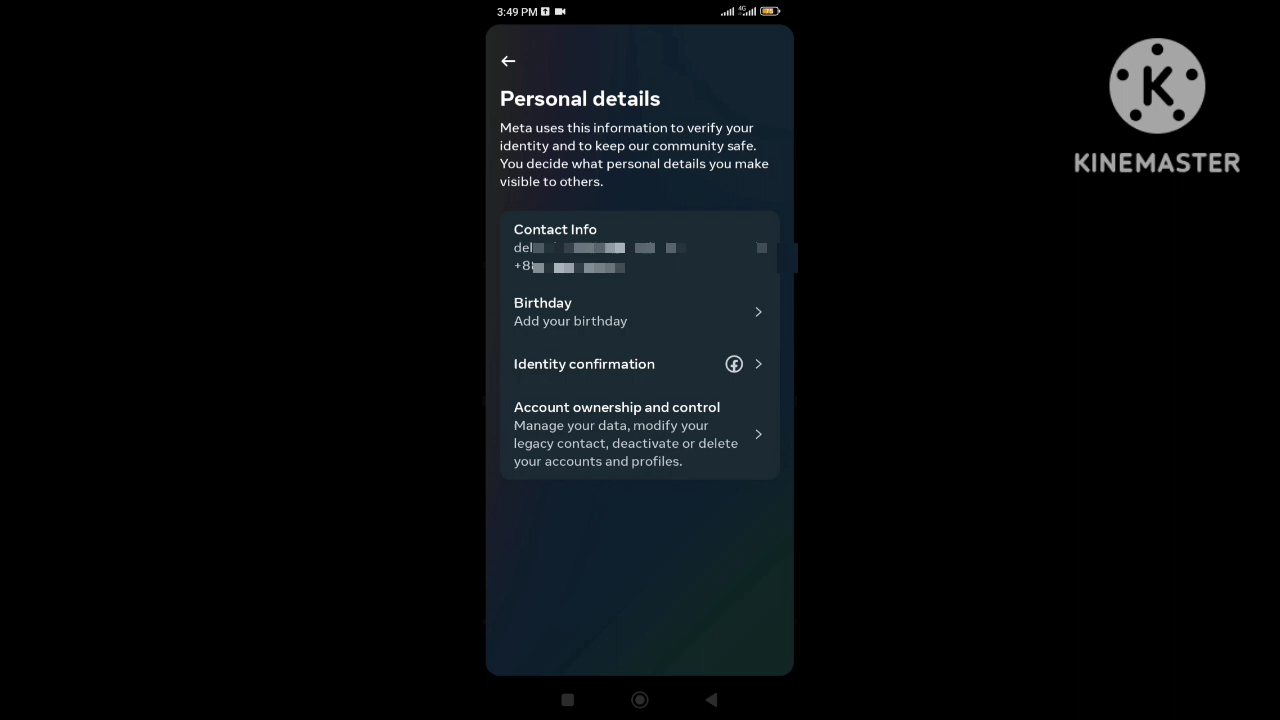 3:49 PM
4G
Personal details
Meta uses this information to verify your
identity and to keep our community safe.
You decide what personal details you make
visible to others.
Contact Info
Birthday
Add your birthday
Identity confirmation
Account ownership and control
Manage your data, modify your
legacy contact, deactivate or delete
your accounts and profiles.
K
KINEMASTER